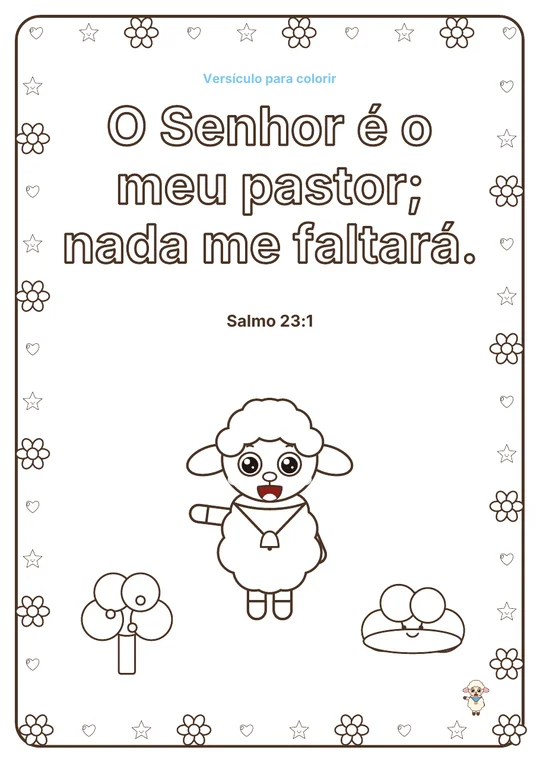 Versículo para colorir
O Senhor é o
meu pastor;
nada me faltará.
Salmo 23:1